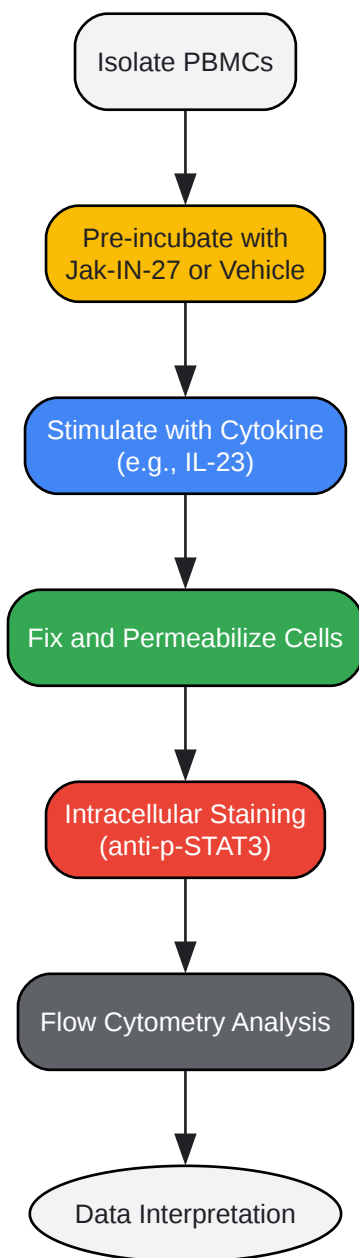 Isolate PBMCs
Pre-incubate with
Jak-IN-27 or Vehicle
Stimulate with Cytokine
(e.g., IL-23)
Fix and Permeabilize Cells
Intracellular Staining
(anti-p-STAT3)
Flow Cytometry Analysis
Data Interpretation